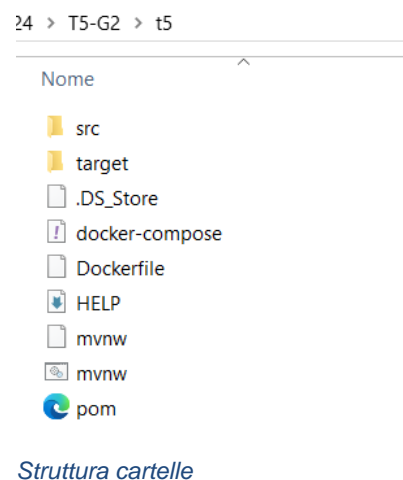 24 > T5-G2 > t5
Nome
src
target
.DS_Store
docker-compose
Dockerfile
HELP
mvnw
mvnw
pom
Struttura cartelle